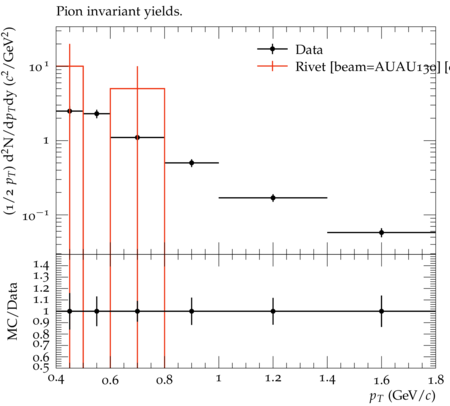 Pion invariant yields.
(1/2 pT) d²N/dpTdy (c²/GeV²)
Data
Rivet [beam=AUAU130] [
10¹
1
10⁻¹
MC/Data
1.4
1.3
1.2
1.1
1
0.9
0.8
0.7
0.6
0.5
0.4 0.6 0.8 1 1.2 1.4 1.6 1.8
pT (GeV/c)